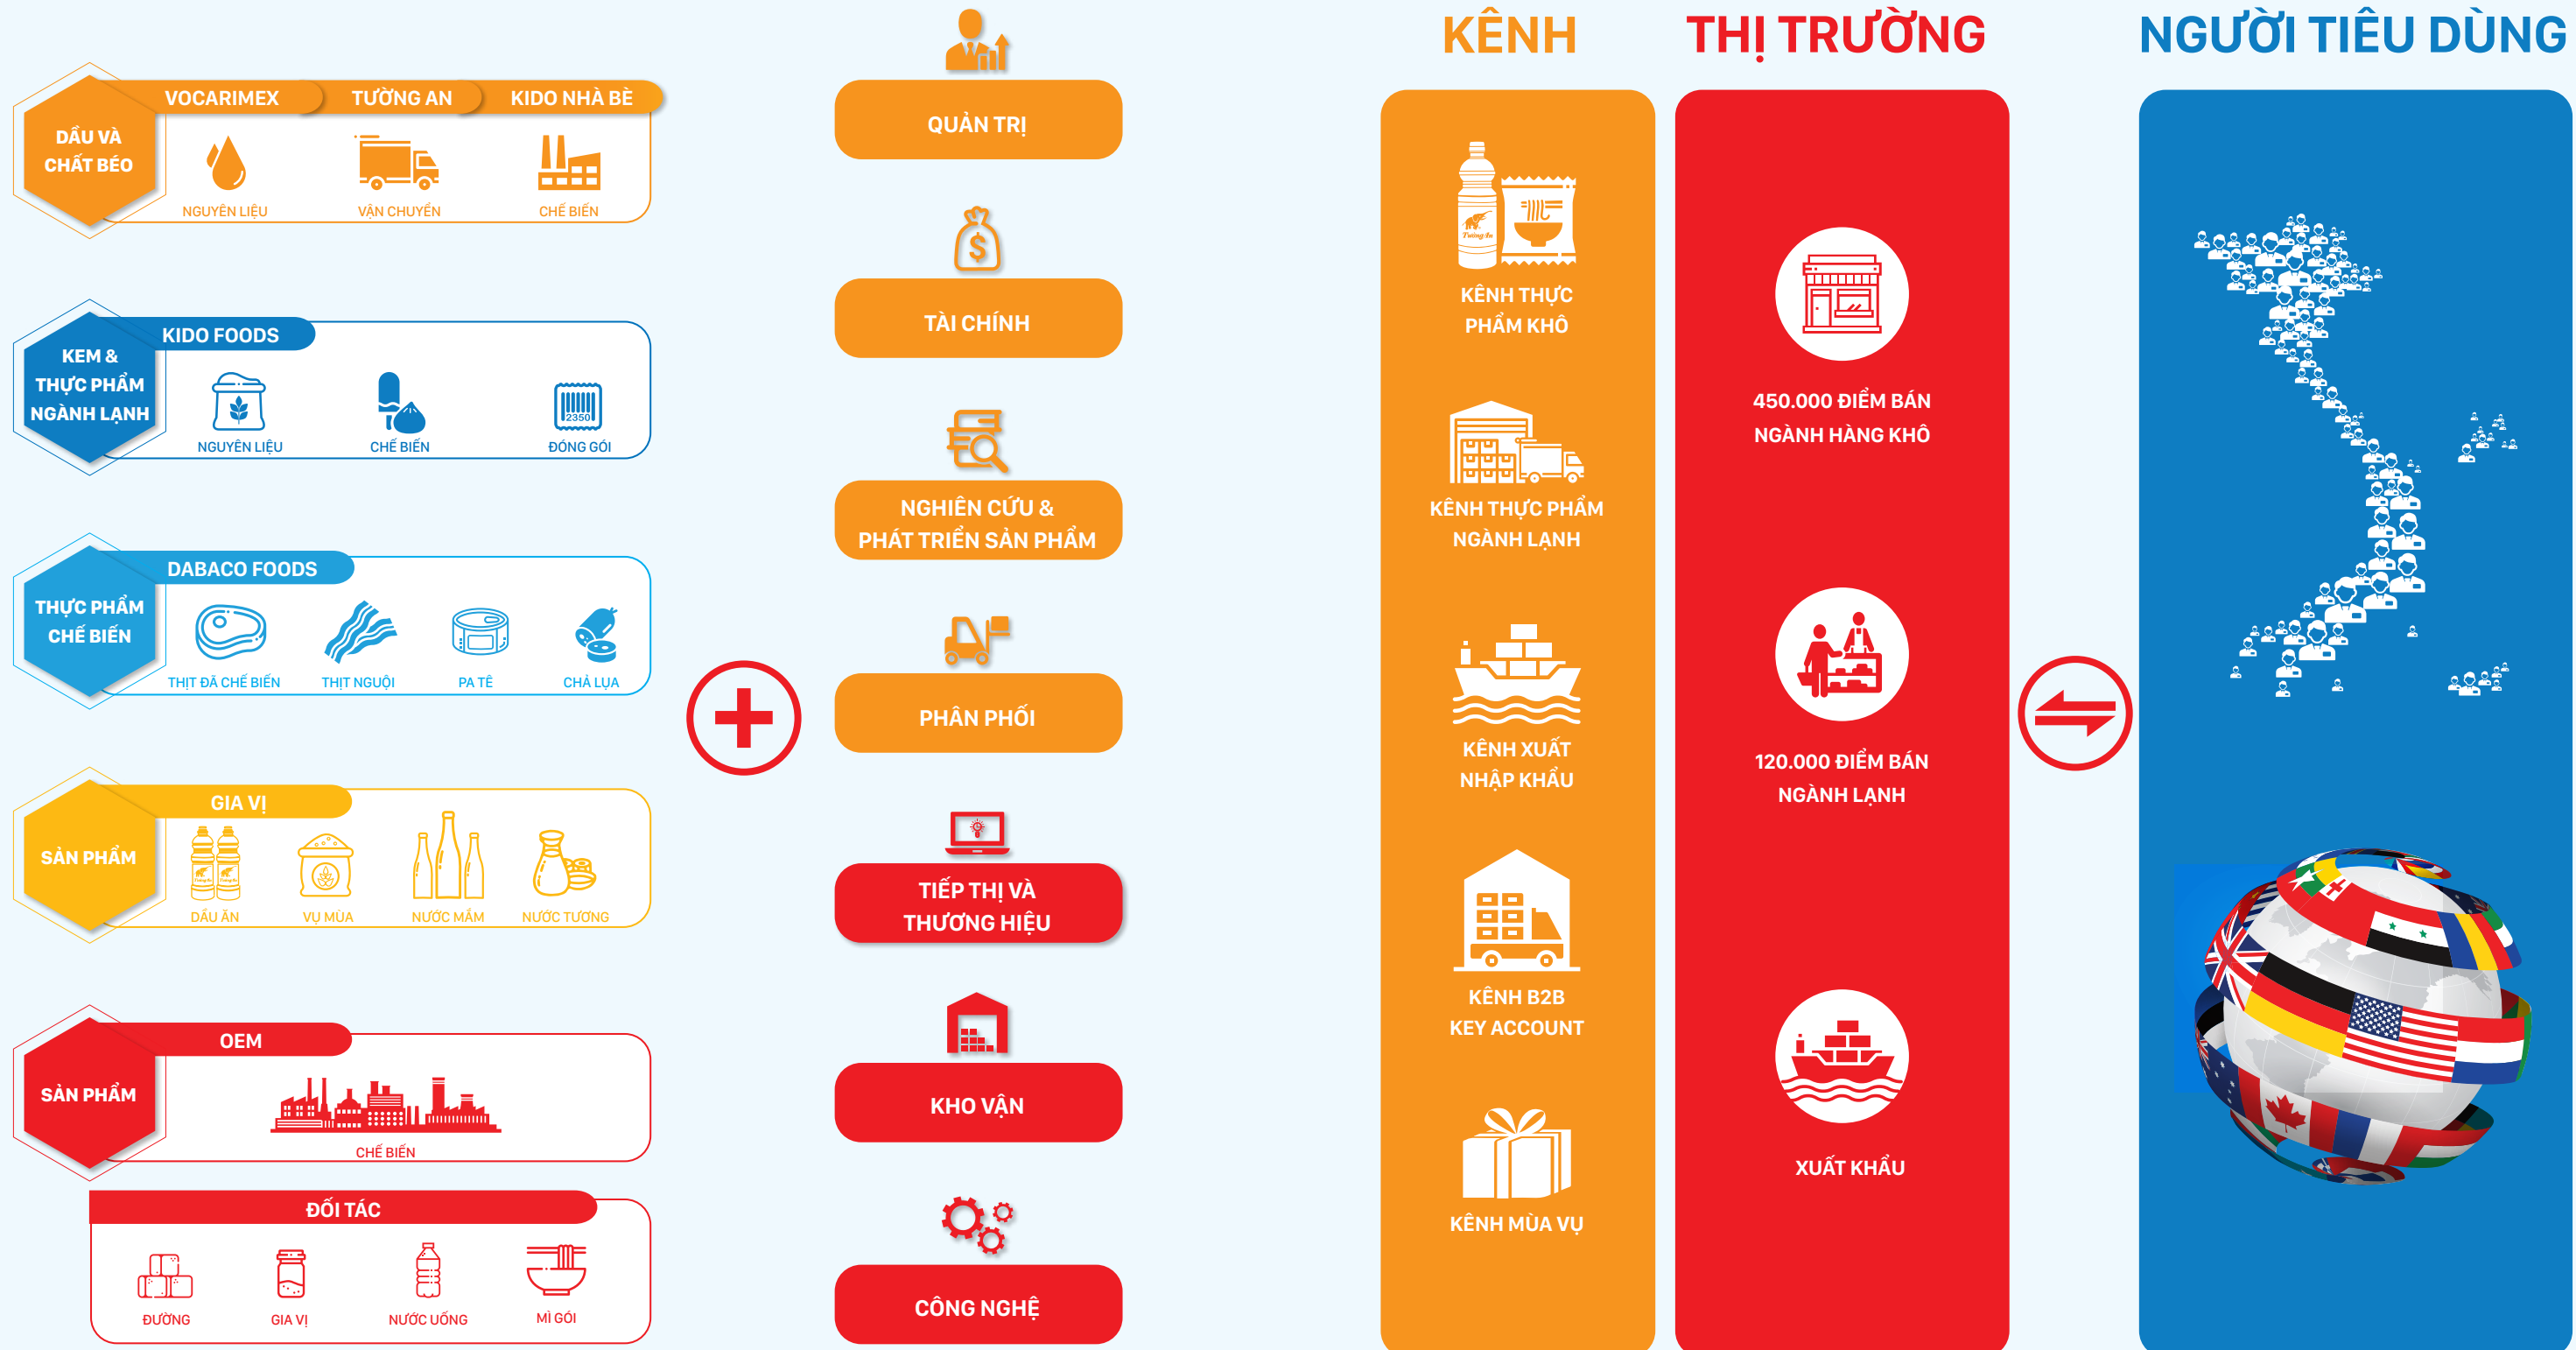 DẦU VÀ
CHẤT BÉO
VOCARIMEX
TƯỜNG AN
KIDO NHÀ BÈ
NGUYÊN LIỆU
VẬN CHUYỂN
CHẾ BIẾN
KEM &
THỰC PHẨM
NGÀNH LẠNH
KIDO FOODS
NGUYÊN LIỆU
CHẾ BIẾN
2350
ĐÓNG GÓI
THỰC PHẨM
CHẾ BIẾN
DABACO FOODS
THỊT ĐÃ CHẾ BIẾN
THỊT NGUỘI
PA TÊ
CHẢ LỤA
SẢN PHẨM
GIA VỊ
Tường An
Tường An
DẦU ĂN
VỤ MÙA
NƯỚC MẮM
NƯỚC TƯƠNG
SẢN PHẨM
OEM
CHẾ BIẾN
ĐỐI TÁC
ĐƯỜNG
GIA VỊ
NƯỚC UỐNG
MÌ GÓI
QUẢN TRỊ
$
TÀI CHÍNH
NGHIÊN CỨU &
PHÁT TRIỂN SẢN PHẨM
PHÂN PHỐI
TIẾP THỊ VÀ
THƯƠNG HIỆU
KHO VẬN
CÔNG NGHỆ
KÊNH
Tường An
KÊNH THỰC
PHẨM KHÔ
KÊNH THỰC PHẨM
NGÀNH LẠNH
KÊNH XUẤT
NHẬP KHẨU
KÊNH B2B
KEY ACCOUNT
KÊNH MÙA VỤ
THỊ TRƯỜNG
450.000 ĐIỂM BÁN
NGÀNH HÀNG KHÔ
120.000 ĐIỂM BÁN
NGÀNH LẠNH
XUẤT KHẨU
NGƯỜI TIÊU DÙNG